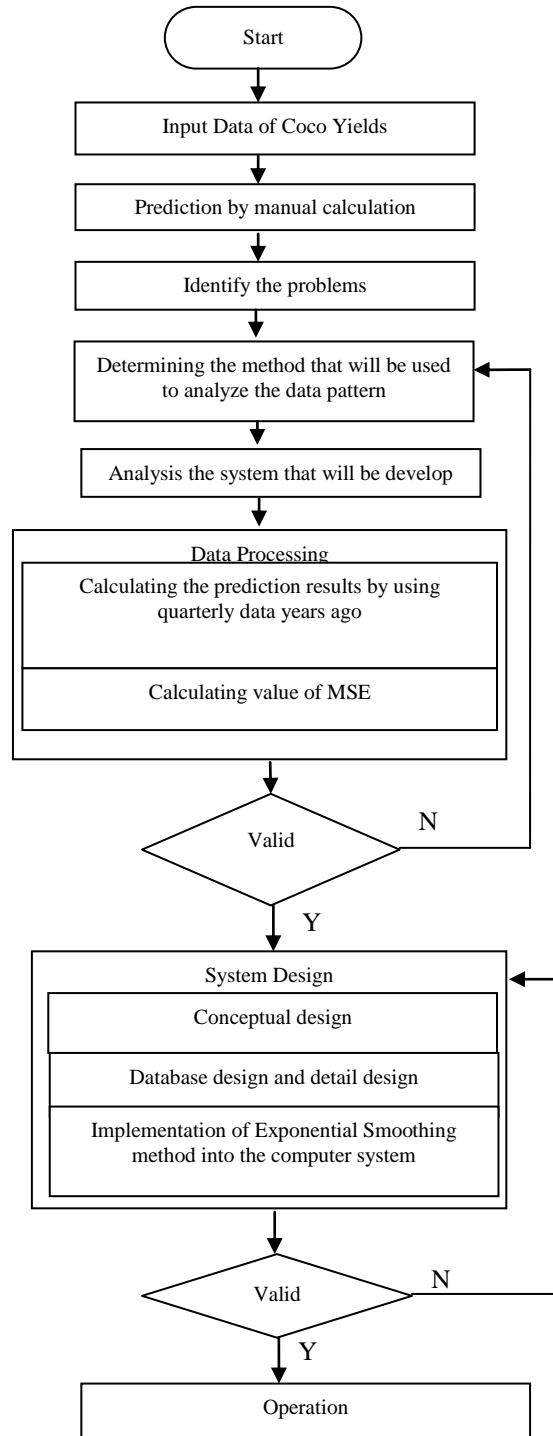 Start
Input Data of Coco Yields
Prediction by manual calculation
Identify the problems
Determining the method that will be used
to analyze the data pattern
Analysis the system that will be develop
Data Processing
Calculating the prediction results by using
quarterly data years ago
Calculating value of MSE
Valid
N
Y
System Design
Conceptual design
Database design and detail design
Implementation of Exponential Smoothing
method into the computer system
Valid
N
Y
Operation